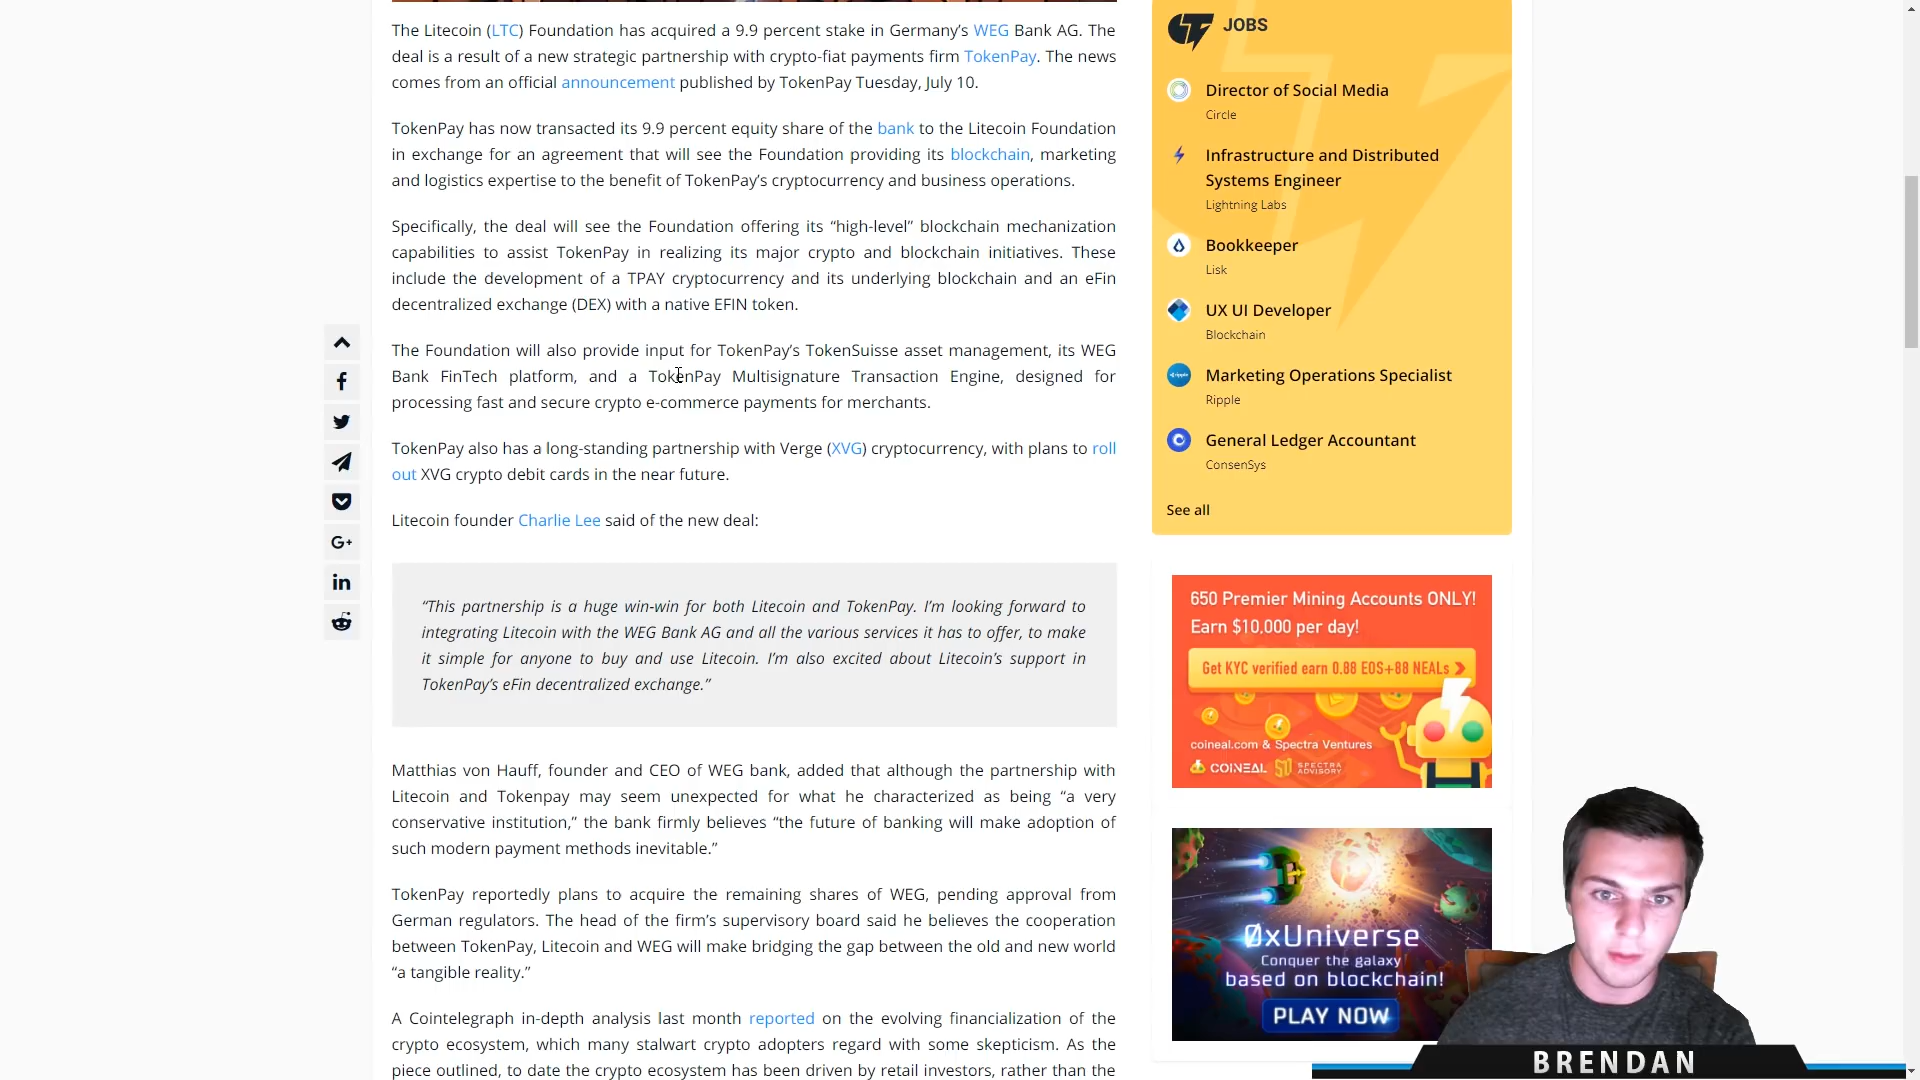 The Litecoin (LTC) Foundation has acquired a 9.9 percent stake in Germany’s WEG Bank AG. The
deal is a result of a new strategic partnership with crypto-fiat payments firm TokenPay. The news
comes from an official announcement published by TokenPay Tuesday, July 10.
TokenPay has now transacted its 9.9 percent equity share of the bank to the Litecoin Foundation
in exchange for an agreement that will see the Foundation providing its blockchain, marketing
and logistics expertise to the benefit of TokenPay’s cryptocurrency and business operations.
Specifically, the deal will see the Foundation offering its “high-level” blockchain mechanization
capabilities to assist TokenPay in realizing its major crypto and blockchain initiatives. These
include the development of a TPAY cryptocurrency and its underlying blockchain and an eFin
decentralized exchange (DEX) with a native EFIN token.
The Foundation will also provide input for TokenPay’s TokenSuisse asset management, its WEG
Bank FinTech platform, and a TokenPay Multisignature Transaction Engine, designed for
processing fast and secure crypto e-commerce payments for merchants.
TokenPay also has a long-standing partnership with Verge (XVG) cryptocurrency, with plans to roll
out XVG crypto debit cards in the near future.
Litecoin founder Charlie Lee said of the new deal:
“This partnership is a huge win-win for both Litecoin and TokenPay. I’m looking forward to
integrating Litecoin with the WEG Bank AG and all the various services it has to offer, to make
it simple for anyone to buy and use Litecoin. I’m also excited about Litecoin’s support in
TokenPay’s eFin decentralized exchange.”
Matthias von Hauff, founder and CEO of WEG bank, added that although the partnership with
Litecoin and Tokenpay may seem unexpected for what he characterized as being “a very
conservative institution,” the bank firmly believes “the future of banking will make adoption of
such modern payment methods inevitable.”
TokenPay reportedly plans to acquire the remaining shares of WEG, pending approval from
German regulators. The head of the firm’s supervisory board said he believes the cooperation
between TokenPay, Litecoin and WEG will make bridging the gap between the old and new world
“a tangible reality.”
A Cointelegraph in-depth analysis last month reported on the evolving financialization of the
crypto ecosystem, which many stalwart crypto adopters regard with some skepticism. As the
piece outlined, to date the crypto ecosystem has been driven by retail investors, rather than the
G+
in
JOBS
Director of Social Media
Circle
Infrastructure and Distributed
Systems Engineer
Lightning Labs
Bookkeeper
Lisk
UX UI Developer
Blockchain
Marketing Operations Specialist
Ripple
General Ledger Accountant
ConsenSys
See all
650 Premier Mining Accounts ONLY!
Earn $10,000 per day!
Get KYC verified earn 0.88 EOS+88 NEALs
coineal.com & Spectra Ventures
COINEAL SPECTRA
ADVISORY
0xUniverse
Conquer the galaxy
based on blockchain!
PLAY NOW
BRENDAN